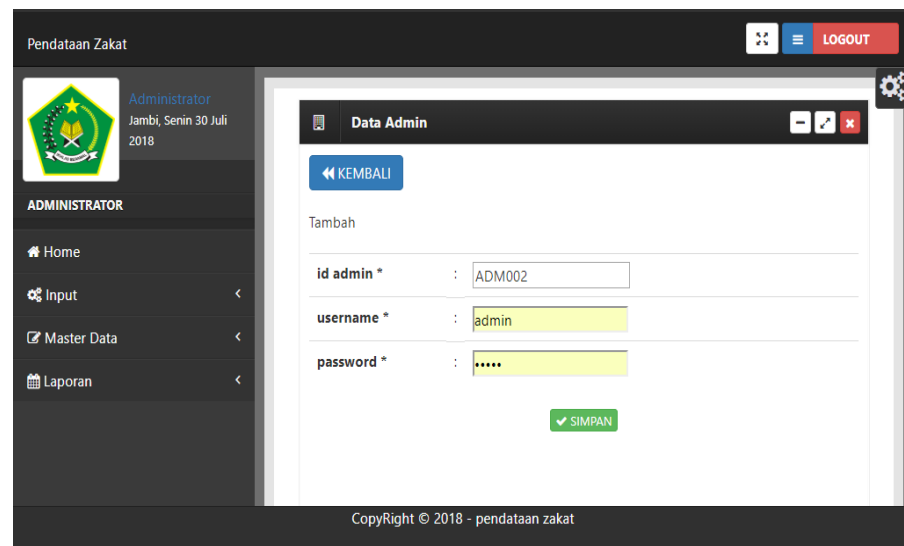 Pendataan Zakat
LOGOUT
Administrator
Jambi, Senin 30 Juli
2018
ADMINISTRATOR
Home
Input
Master Data
Laporan
Data Admin
KEMBALI
Tambah
id admin * : ADM002
username * : admin
password * : •••••
SIMPAN
CopyRight © 2018 - pendataan zakat